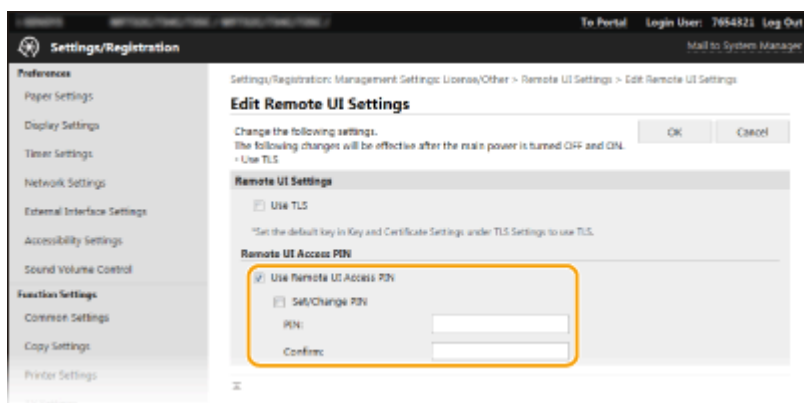 To Portal Login User: 7654321 Log Out
Settings/Registration
Mail to System Manager
Preferences
Paper Settings
Display Settings
Timer Settings
Network Settings
External Interface Settings
Accessibility Settings
Sound Volume Control
Function Settings
Common Settings
Copy Settings
Printer Settings
Settings/Registration: Management Settings: License/Other > Remote UI Settings > Edit Remote UI Settings
Edit Remote UI Settings
Change the following settings.
The following changes will be effective after the main power is turned OFF and ON.
- Use TLS
OK Cancel
Remote UI Settings
Use TLS
*Set the default key in Key and Certificate Settings under TLS Settings to use TLS.
Remote UI Access PIN
Use Remote UI Access PIN
Set/Change PIN
PIN:
Confirm: